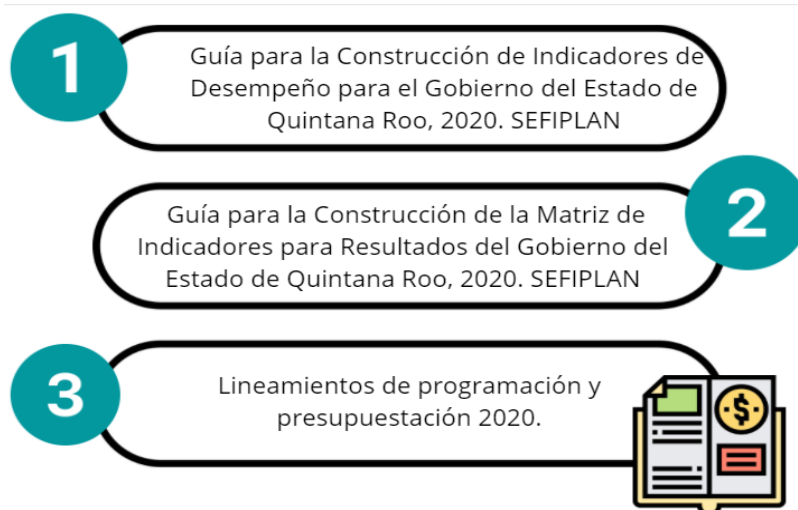 1
Guía para la Construcción de Indicadores de
Desempeño para el Gobierno del Estado de
Quintana Roo, 2020. SEFIPLAN
2
Guía para la Construcción de la Matriz de
Indicadores para Resultados del Gobierno del
Estado de Quintana Roo, 2020. SEFIPLAN
3
Lineamientos de programación y
presupuestación 2020.
$